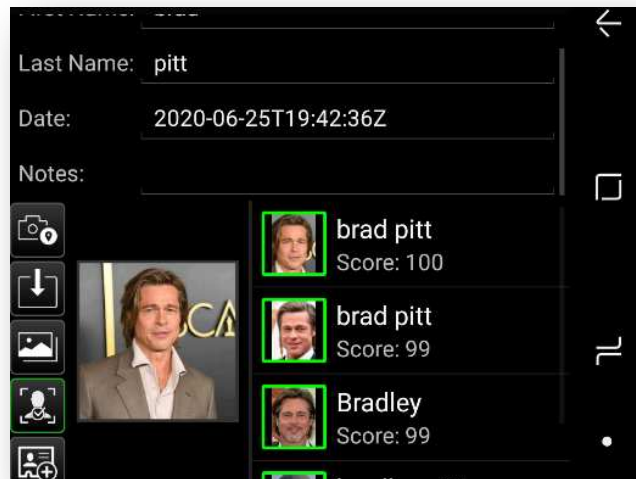 Last Name: pitt
Date: 2020-06-25T19:42:36Z
Notes:
brad pitt
Score: 100
brad pitt
Score: 99
Bradley
Score: 99
CA